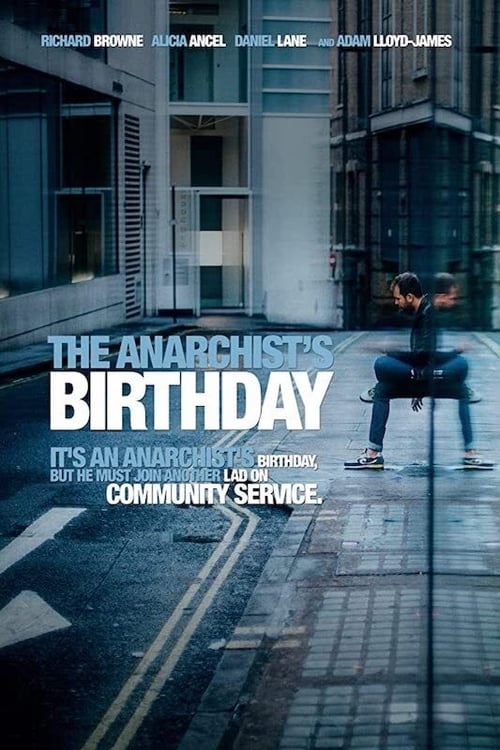 RICHARD BROWNE ALICIA ANCEL DANIEL LANE AND ADAM LLOYD-JAMES
THE ANARCHIST'S
BIRTHDAY
IT'S AN ANARCHIST'S BIRTHDAY,
BUT HE MUST JOIN ANOTHER LAD ON
COMMUNITY SERVICE.